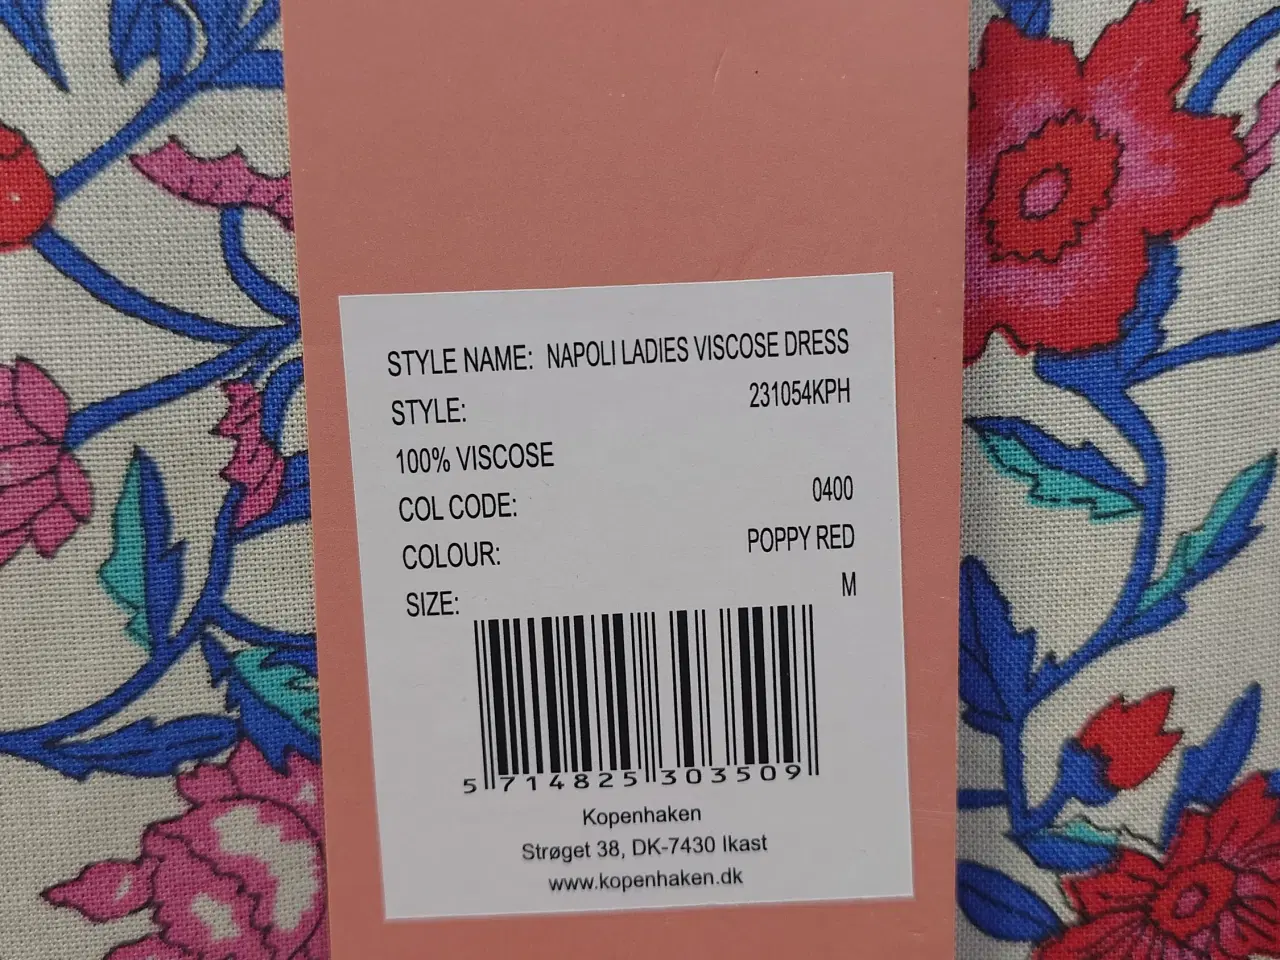 STYLE NAME: NAPOLI LADIES VISCOSE DRESS
STYLE: 231054KPH
100% VISCOSE
COL CODE: 0400
COLOUR: POPPY RED
SIZE: M
5 714825 303509
Kopenhaken
Strøget 38, DK-7430 Ikast
www.kopenhaken.dk